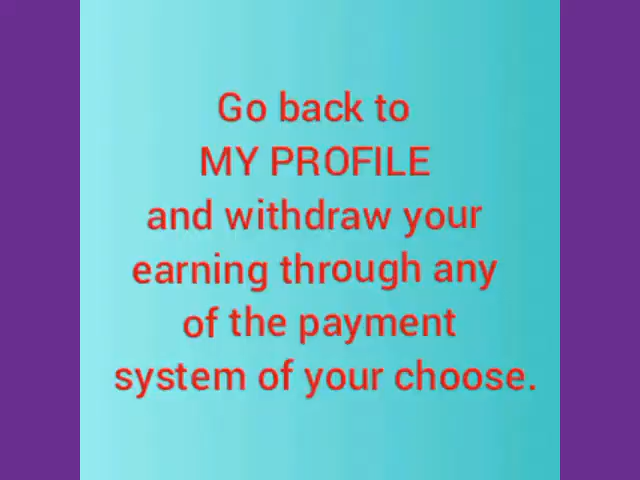 Go back to
MY PROFILE
and withdraw your
earning through any
of the payment
system of your choose.